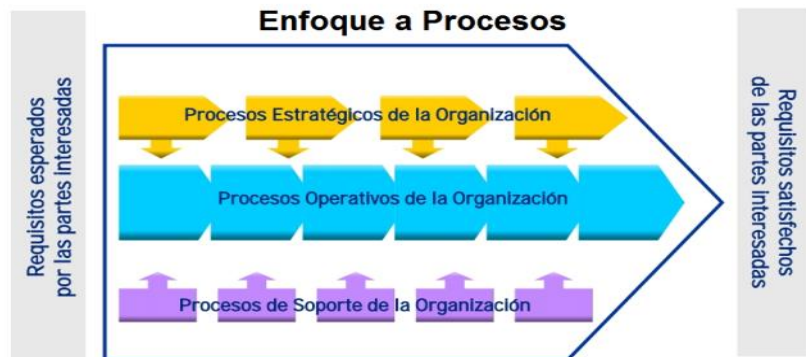 Enfoque a Procesos
Requisitos esperados
por las partes interesadas
Procesos Estratégicos de la Organización
Procesos Operativos de la Organización
Procesos de Soporte de la Organización
Requisitos satisfechos
de las partes interesadas